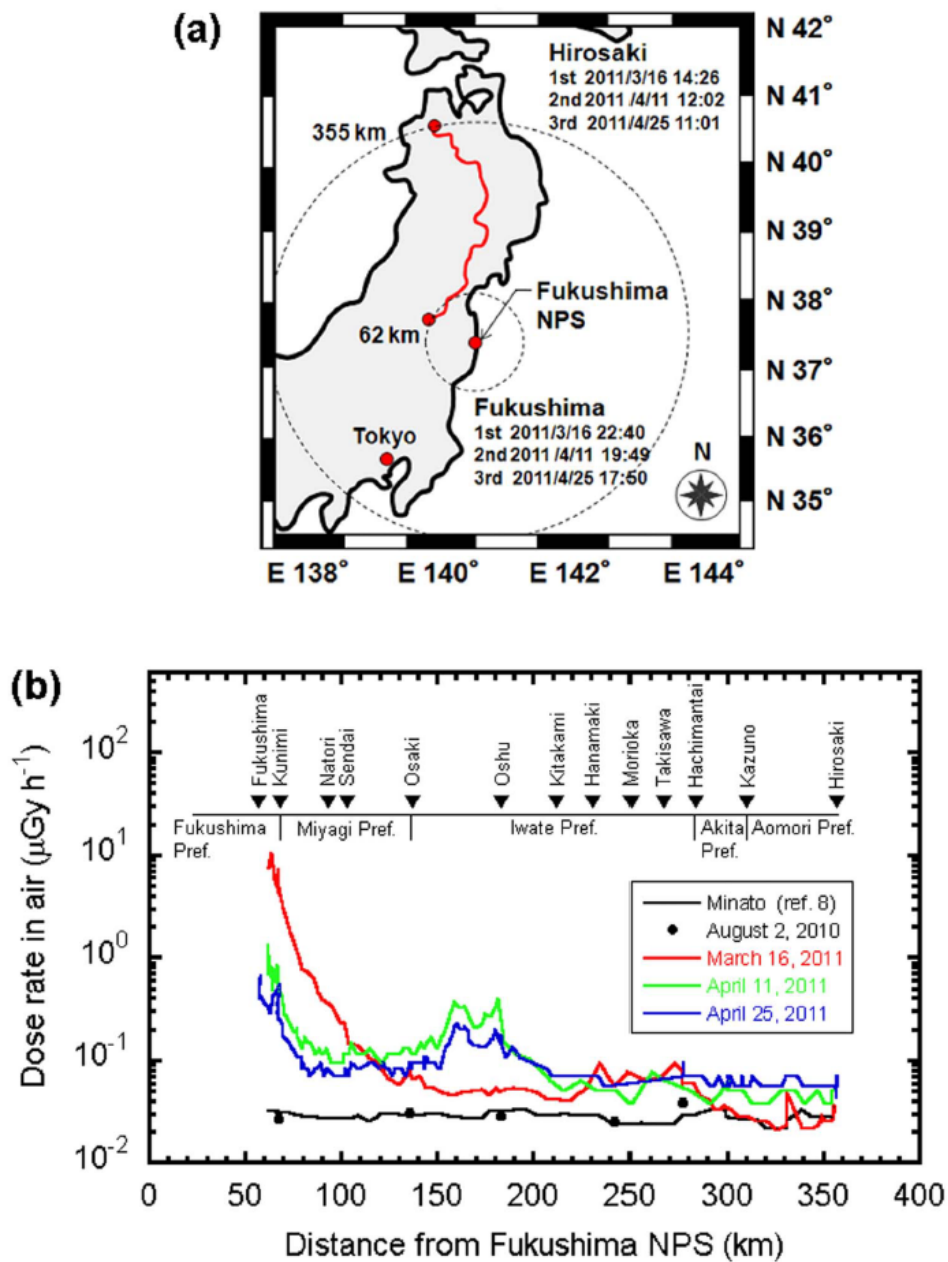 (a)
Hirosaki
1st 2011/3/16 14:26
2nd 2011 /4/11 12:02
3rd 2011/4/25 11:01
355 km
N 42°
N 41°
N 40°
N 39°
N 38°
N 37°
N 36°
N 35°
Fukushima
NPS
62 km
Fukushima
1st 2011/3/16 22:40
2nd 2011 /4/11 19:49
3rd 2011/4/25 17:50
Tokyo
N
E 138° E 140° E 142° E 144°
(b)
Dose rate in air (μGy h-1)
10²
10¹
10⁰
10⁻¹
10⁻²
Fukushima
Kunimi
Natori
Sendai
Osaki
Oshu
Kitakami
Hanamaki
Morioka
Takisawa
Hachimantai
Kazuno
Hirosaki
Fukushima Pref.
Miyagi Pref.
Iwate Pref.
Akita Pref.
Aomori Pref.
Minato (ref. 8)
August 2, 2010
March 16, 2011
April 11, 2011
April 25, 2011
0 50 100 150 200 250 300 350 400
Distance from Fukushima NPS (km)